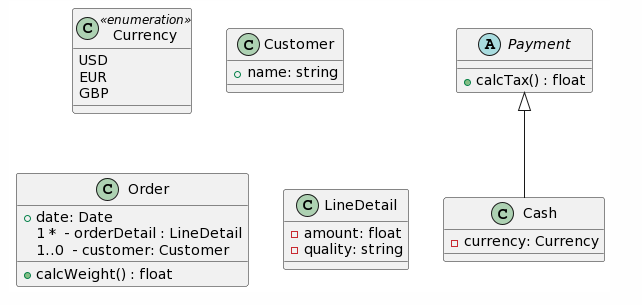 C «enumeration»
Currency
USD
EUR
GBP
C Customer
name: string
A Payment
calcTax() : float
C Order
date: Date
1 * - orderDetail : LineDetail
1..0 - customer: Customer
calcWeight() : float
C LineDetail
amount: float
quality: string
C Cash
currency: Currency